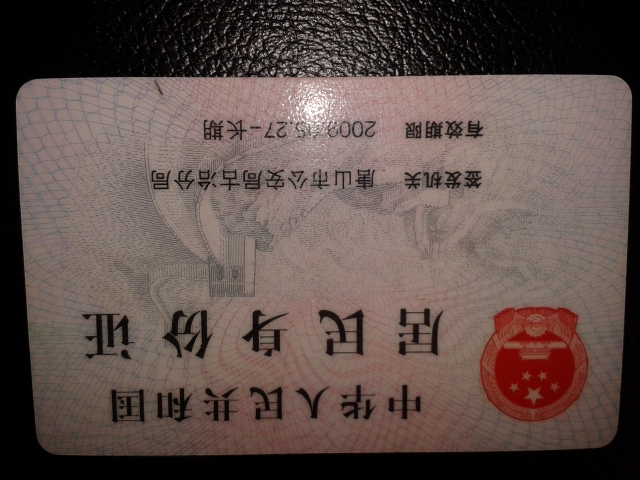 中华人民共和国
居民身份证
签发机关 唐山市公安局古冶分局
有效期限 2009.05.27-长期